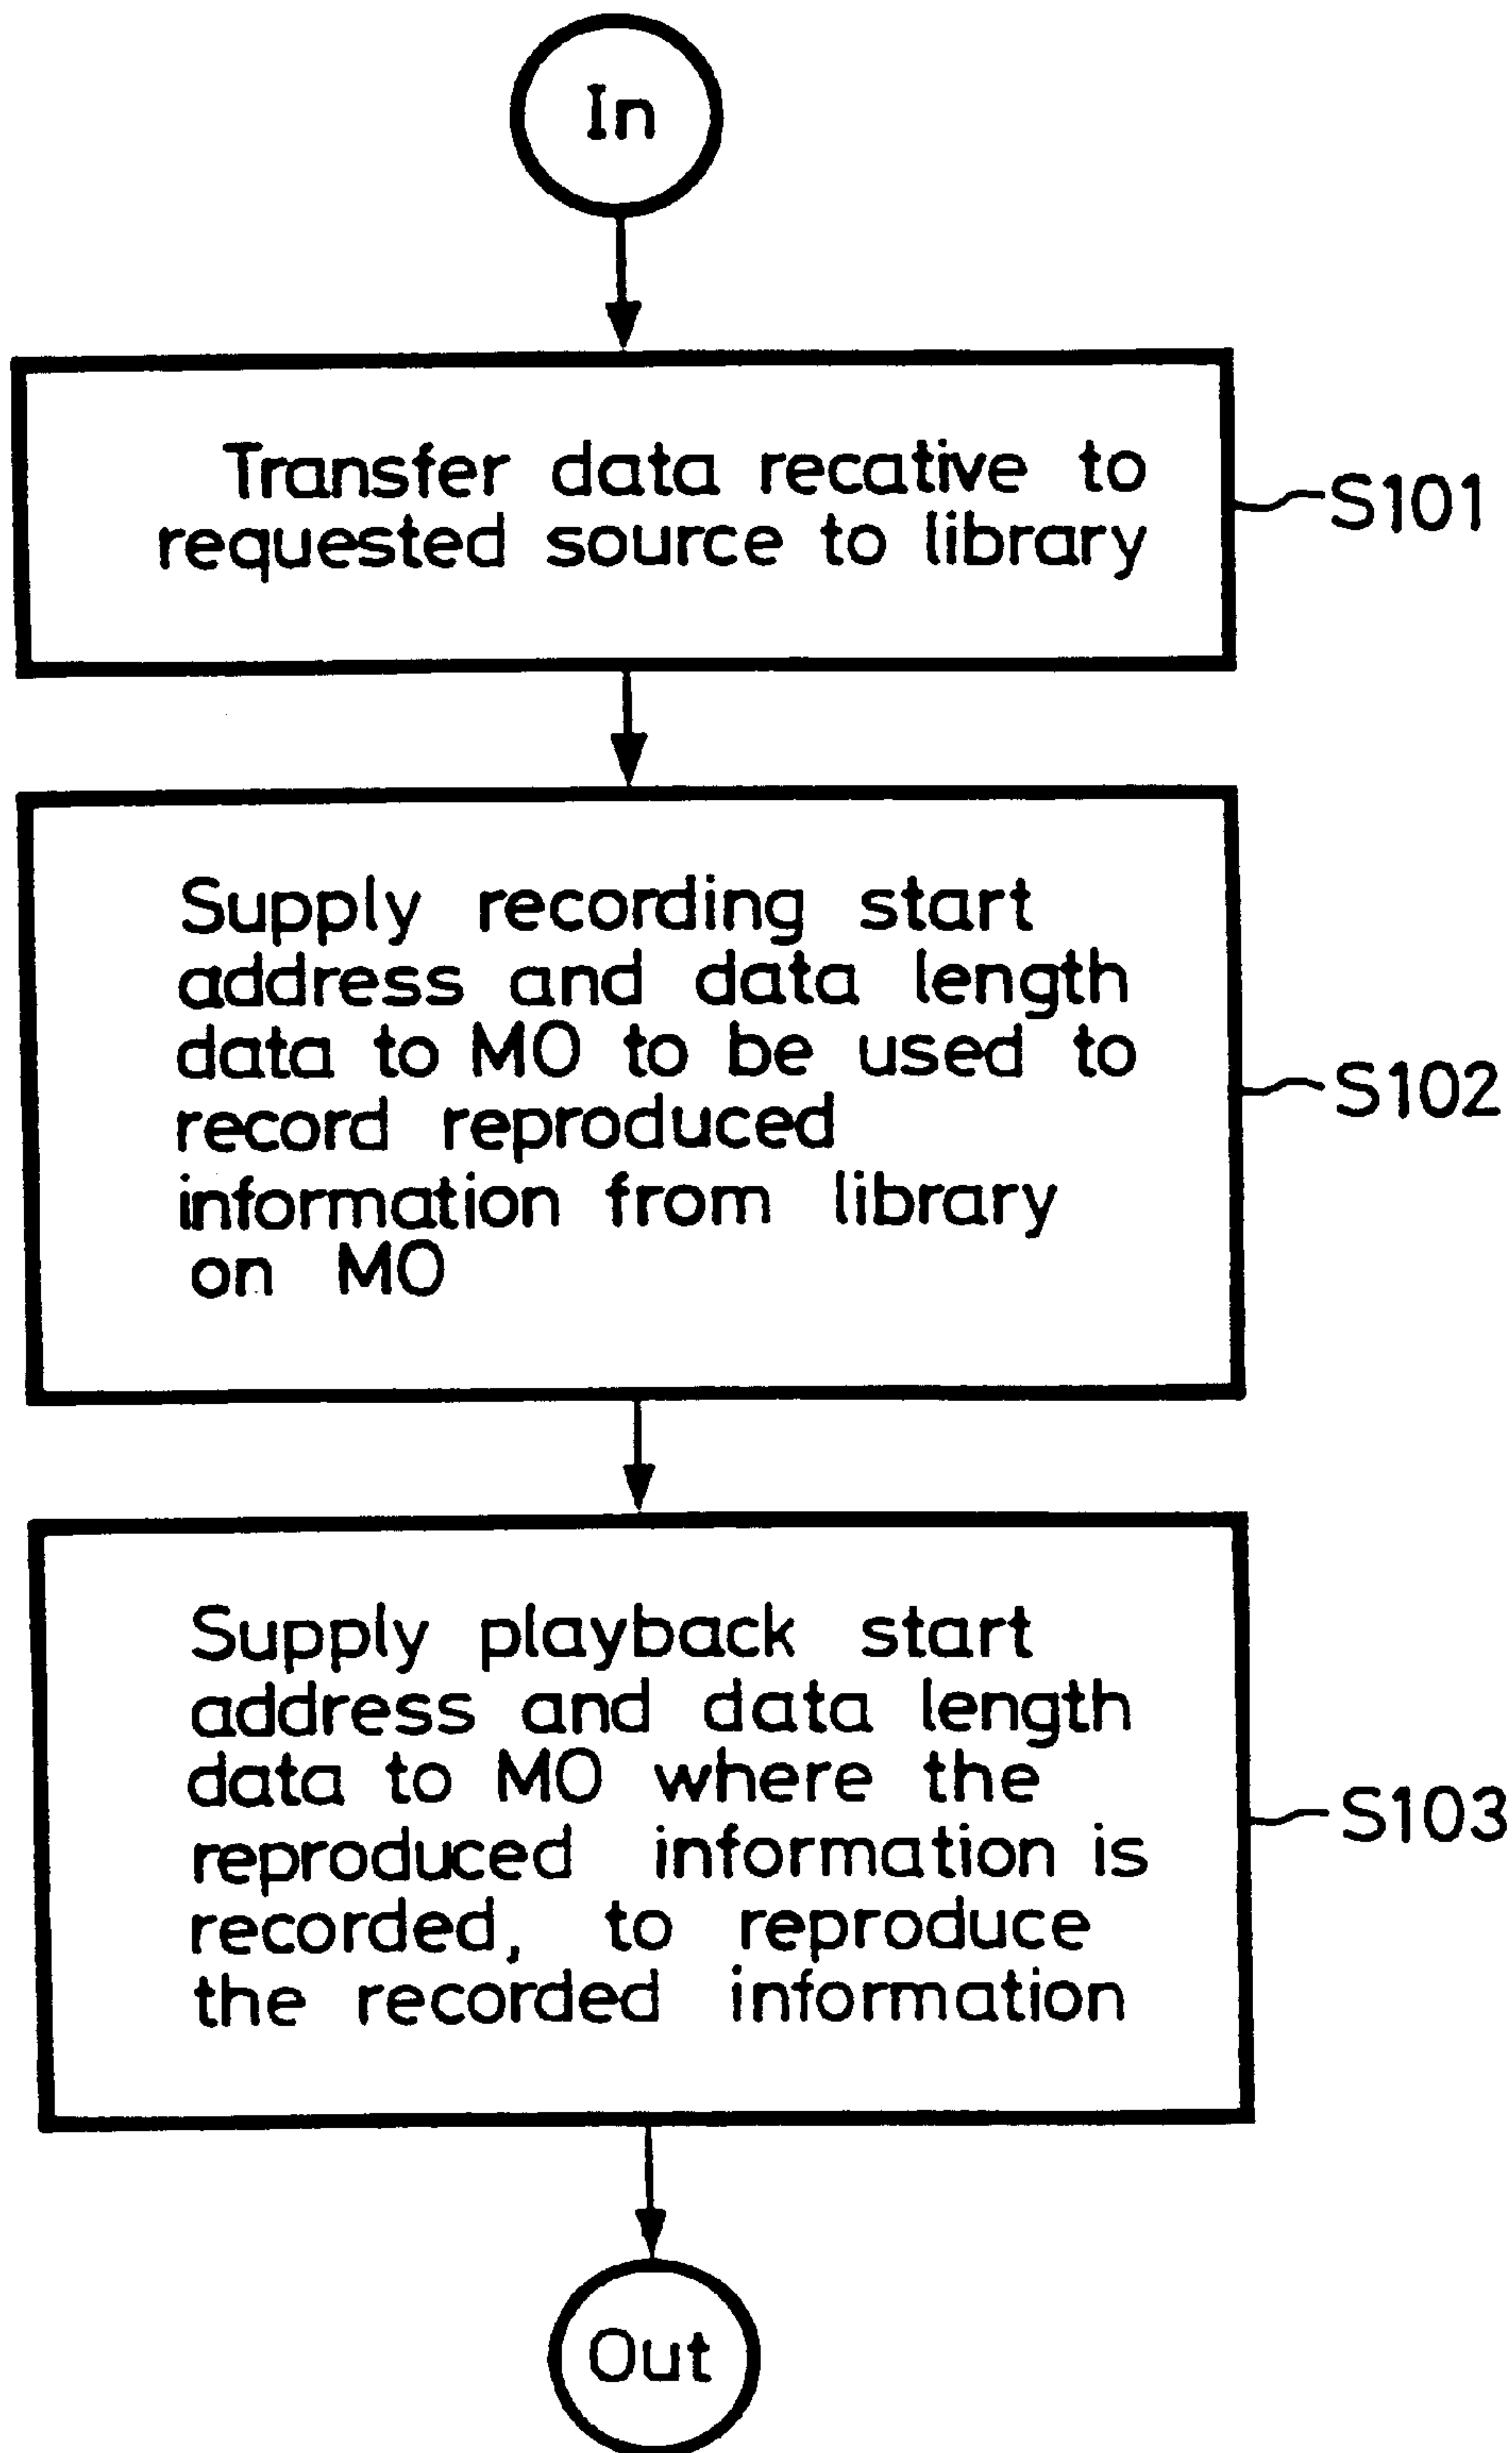 In
Transfer data recative to
requested source to library
S101
Supply recording start
address and data length
data to MO to be used to
record reproduced
information from library
on MO
S102
Supply playback start
address and data length
data to MO where the
reproduced information is
recorded, to reproduce
the recorded information
S103
Out